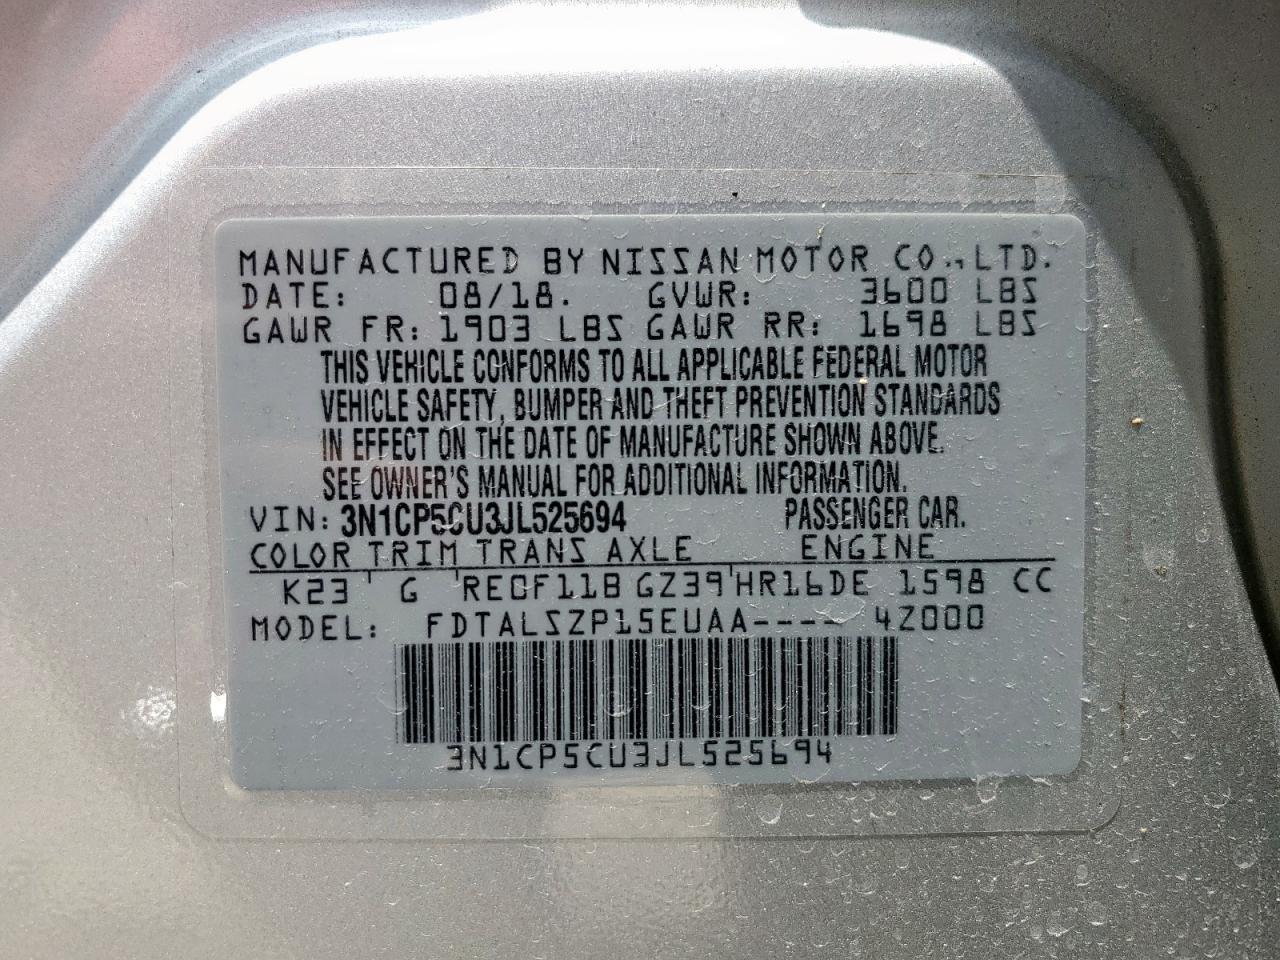 MANUFACTURED BY NISSAN MOTOR CO., LTD.
DATE: 08/18. GVWR: 3600 LBS
GAWR FR: 1903 LBS GAWR RR: 1698 LBS
THIS VEHICLE CONFORMS TO ALL APPLICABLE FEDERAL MOTOR
VEHICLE SAFETY, BUMPER AND THEFT PREVENTION STANDARDS
IN EFFECT ON THE DATE OF MANUFACTURE SHOWN ABOVE.
SEE OWNER'S MANUAL FOR ADDITIONAL INFORMATION.
VIN: 3N1CP5CU3JL525694 PASSENGER CAR.
COLOR TRIM TRANS AXLE ENGINE
K23 G RE0F11B GZ39 HR16DE 1598 CC
MODEL: FDTALSZP15EUAA---- 4Z000
3N1CP5CU3JL525694